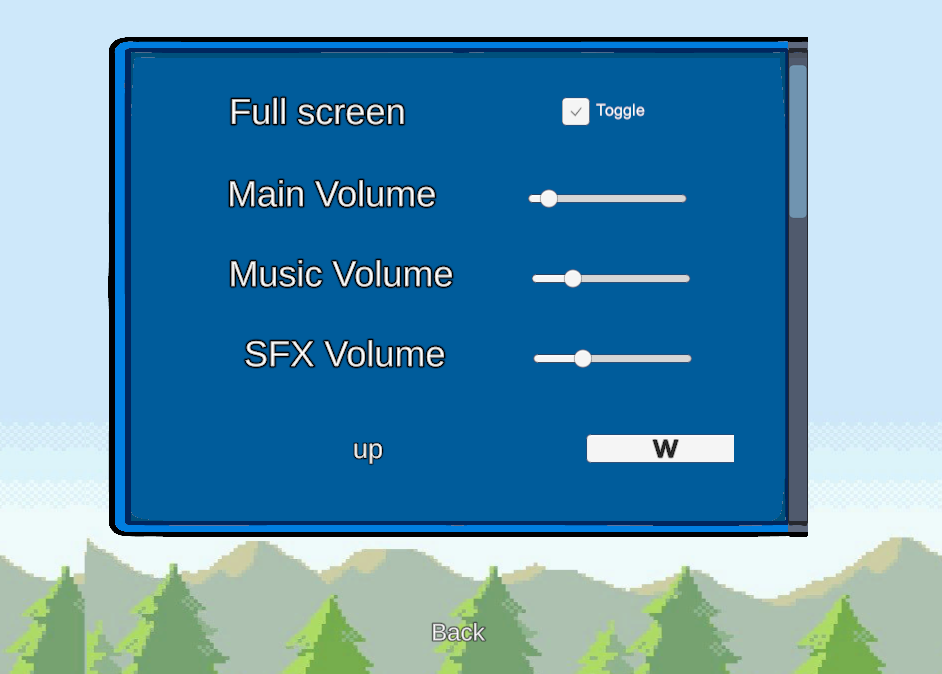 Full screen
Toggle
Main Volume
Music Volume
SFX Volume
up
W
Back